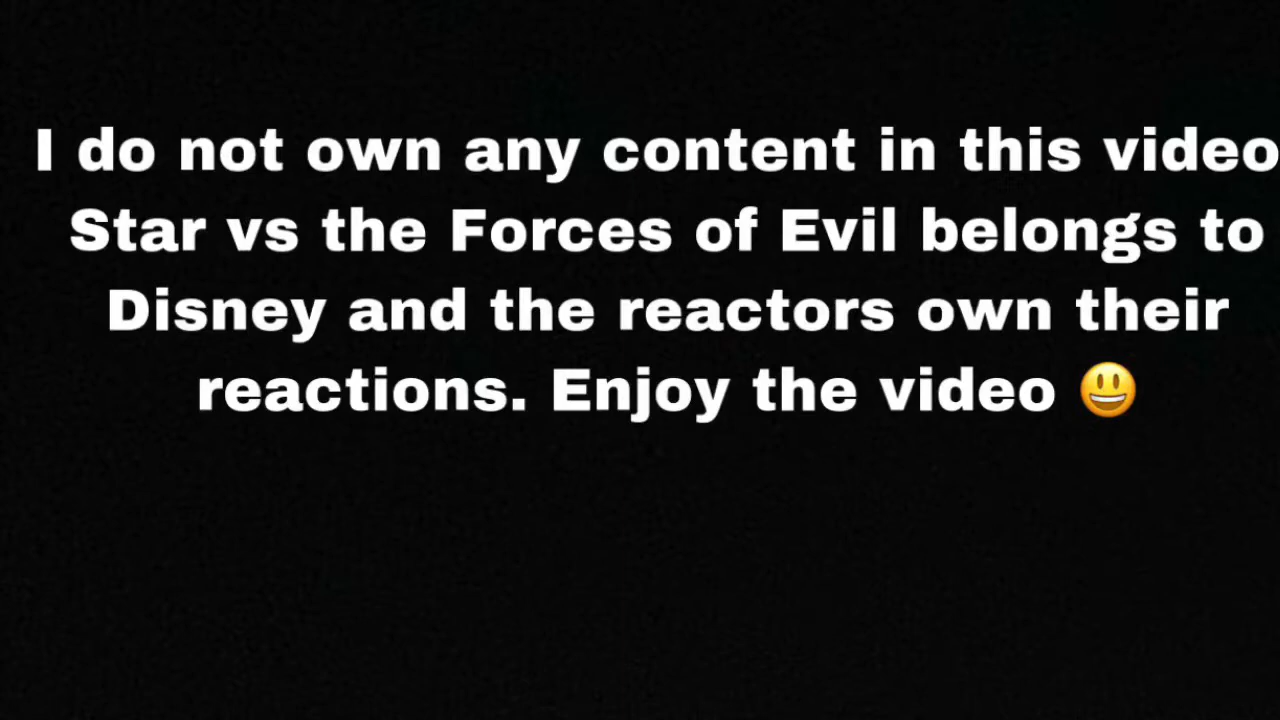 I do not own any content in this video
Star vs the Forces of Evil belongs to
Disney and the reactors own their
reactions. Enjoy the video 😃